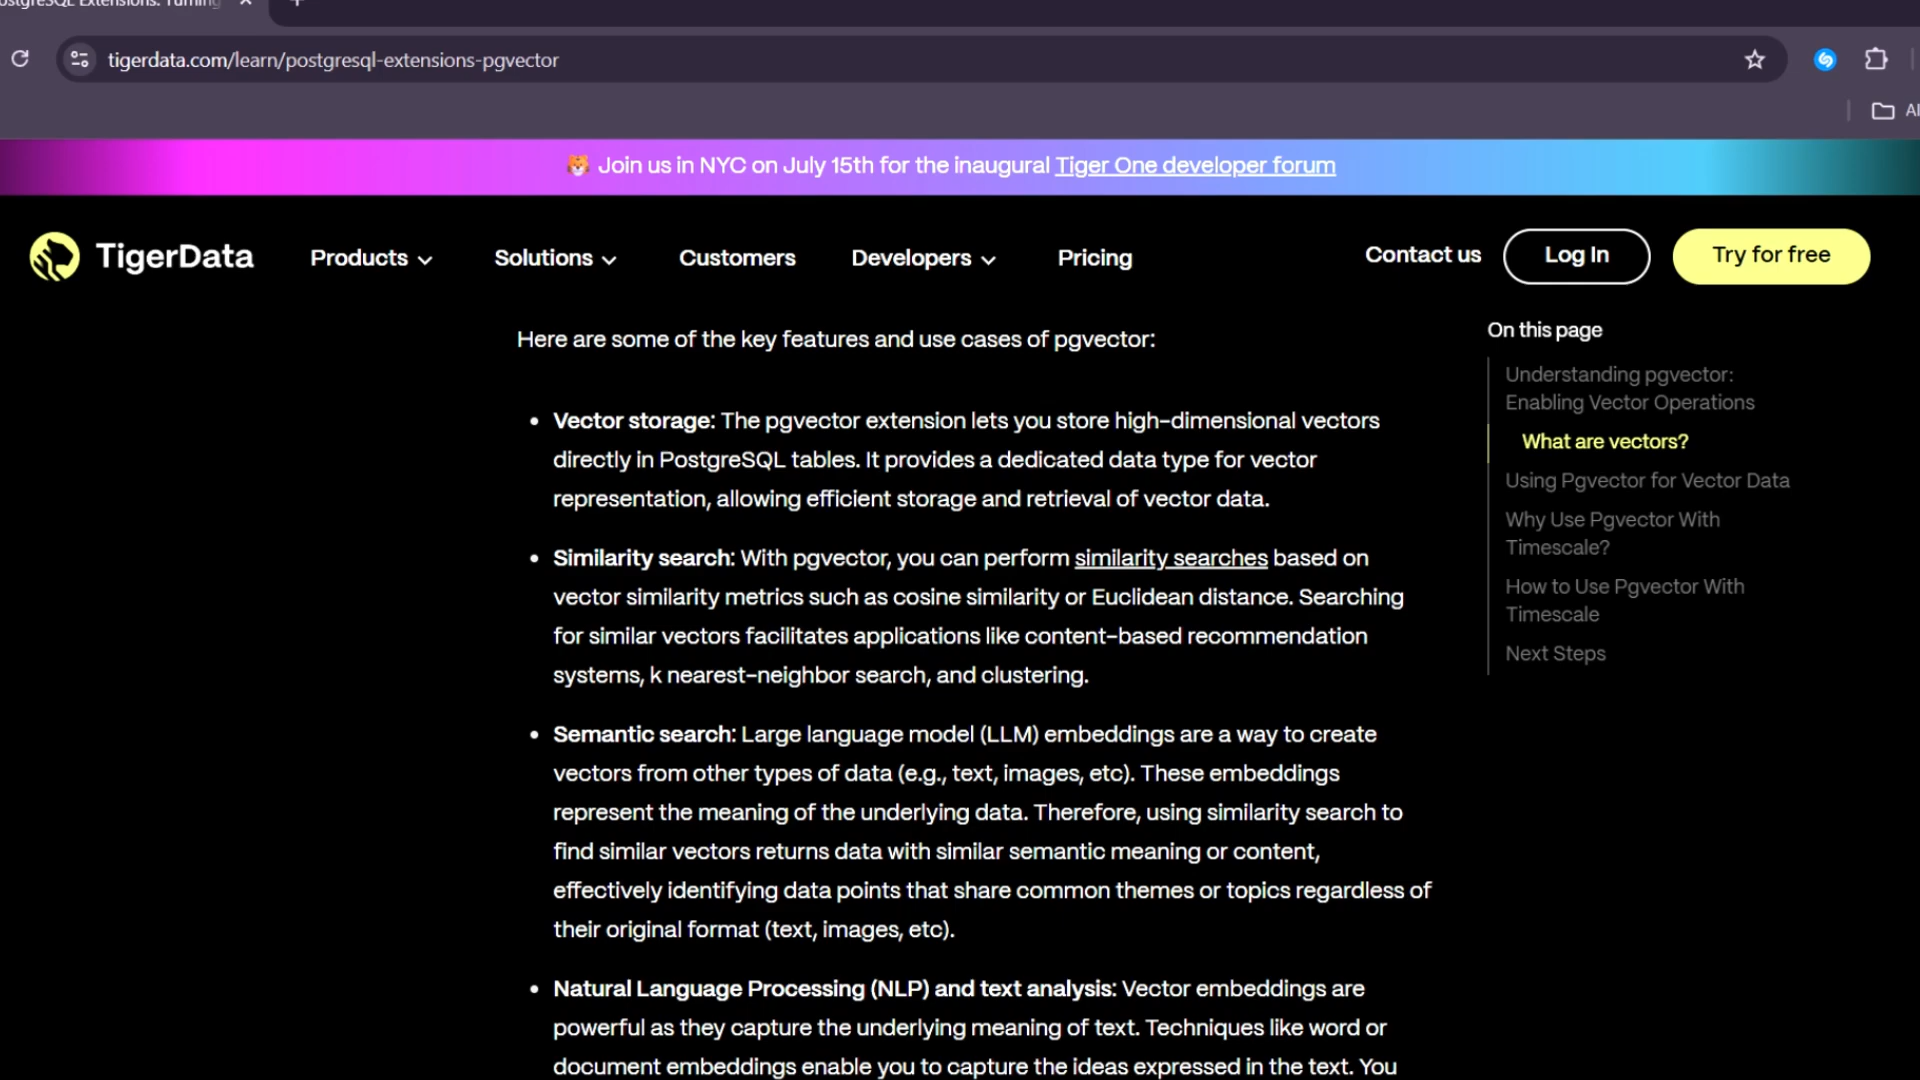 PostgreSQL Extensions: Turning
tigerdata.com/learn/postgresql-extensions-pgvector
Join us in NYC on July 15th for the inaugural Tiger One developer forum
TigerData
Products
Solutions
Customers
Developers
Pricing
Contact us
Log In
Try for free
Here are some of the key features and use cases of pgvector:
• Vector storage: The pgvector extension lets you store high-dimensional vectors
directly in PostgreSQL tables. It provides a dedicated data type for vector
representation, allowing efficient storage and retrieval of vector data.
• Similarity search: With pgvector, you can perform similarity searches based on
vector similarity metrics such as cosine similarity or Euclidean distance. Searching
for similar vectors facilitates applications like content-based recommendation
systems, k nearest-neighbor search, and clustering.
• Semantic search: Large language model (LLM) embeddings are a way to create
vectors from other types of data (e.g., text, images, etc). These embeddings
represent the meaning of the underlying data. Therefore, using similarity search to
find similar vectors returns data with similar semantic meaning or content,
effectively identifying data points that share common themes or topics regardless of
their original format (text, images, etc).
• Natural Language Processing (NLP) and text analysis: Vector embeddings are
powerful as they capture the underlying meaning of text. Techniques like word or
document embeddings enable you to capture the ideas expressed in the text. You
On this page
Understanding pgvector:
Enabling Vector Operations
What are vectors?
Using Pgvector for Vector Data
Why Use Pgvector With
Timescale?
How to Use Pgvector With
Timescale
Next Steps